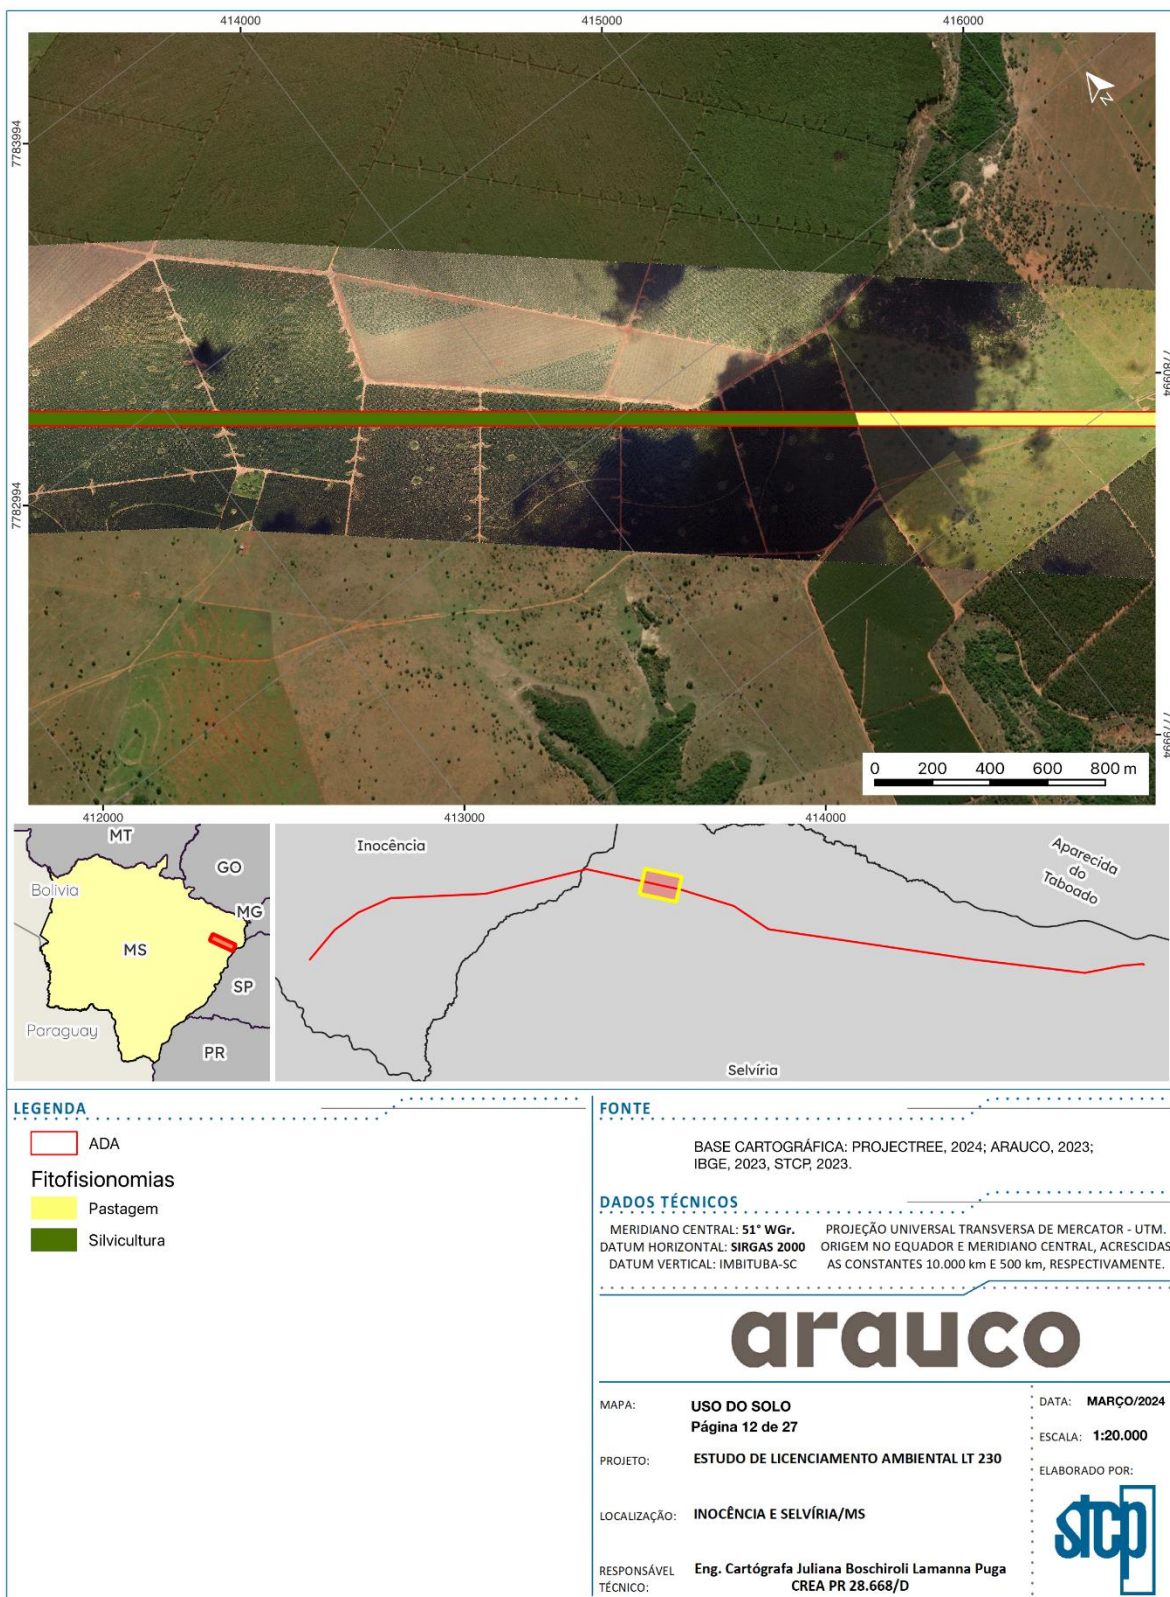 414000
415000
416000
7783994
7782994
7780994
7779994
N
0 200 400 600 800 m
412000
413000
414000
MT
GO
Bolivia
MG
MS
SP
Paraguay
PR
Inocência
Aparecida
do
Taboado
Selvíria
LEGENDA
ADA
Fitofisionomias
Pastagem
Silvicultura
FONTE
BASE CARTOGRÁFICA: PROJECTREE, 2024; ARAUCO, 2023;
IBGE, 2023, STCP, 2023.
DADOS TÉCNICOS
MERIDIANO CENTRAL: 51° WGr.
DATUM HORIZONTAL: SIRGAS 2000
DATUM VERTICAL: IMBITUBA-SC
PROJEÇÃO UNIVERSAL TRANSVERSA DE MERCATOR - UTM.
ORIGEM NO EQUADOR E MERIDIANO CENTRAL, ACRESCIDAS
AS CONSTANTES 10.000 km E 500 km, RESPECTIVAMENTE.
arauco
MAPA: USO DO SOLO
Página 12 de 27
PROJETO: ESTUDO DE LICENCIAMENTO AMBIENTAL LT 230
LOCALIZAÇÃO: INOCÊNCIA E SELVÍRIA/MS
RESPONSÁVEL
TÉCNICO:
Eng. Cartógrafa Juliana Boschiroli Lamanna Puga
CREA PR 28.668/D
DATA: MARÇO/2024
ESCALA: 1:20.000
ELABORADO POR:
stcp